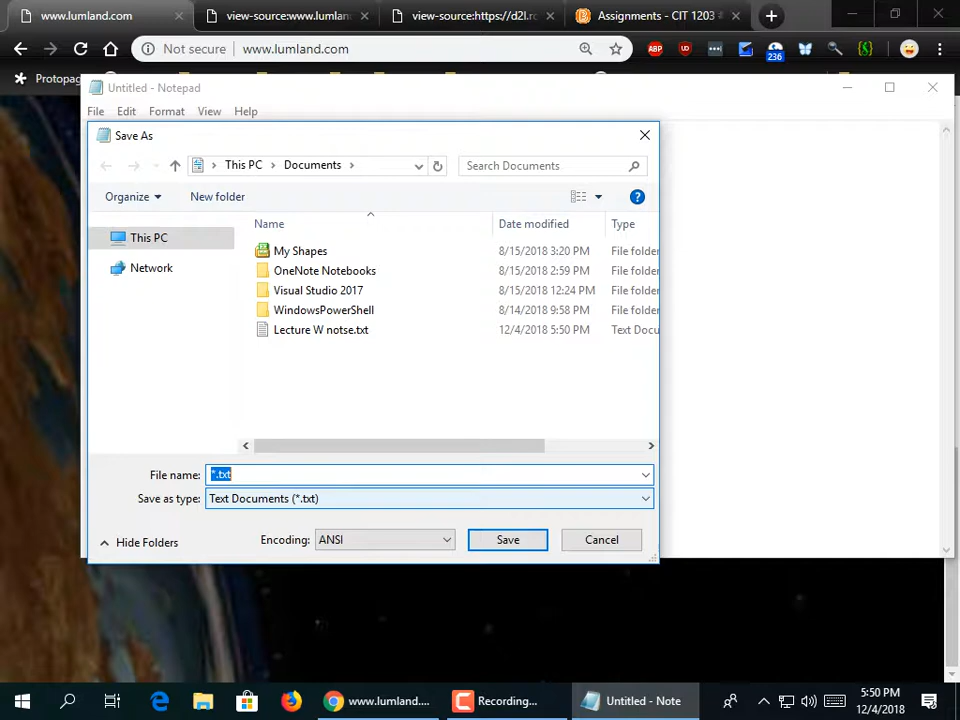 www.lumland.com
view-source:www.lumland
view-source:https://d2l.rc
Assignments - CIT 1203
Not secure www.lumland.com
ABP
236
Protopa
Untitled - Notepad
File Edit Format View Help
Save As
This PC Documents
Search Documents
Organize New folder
Name Date modified Type
This PC
Network
My Shapes 8/15/2018 3:20 PM File folder
OneNote Notebooks 8/15/2018 2:59 PM File folder
Visual Studio 2017 8/15/2018 12:24 PM File folder
WindowsPowerShell 8/14/2018 9:58 PM File folder
Lecture W notse.txt 12/4/2018 5:50 PM Text Docu
File name: *.txt
Save as type: Text Documents (*.txt)
Hide Folders Encoding: ANSI Save Cancel
www.lumland....
Recording...
Untitled - Note
5:50 PM
12/4/2018